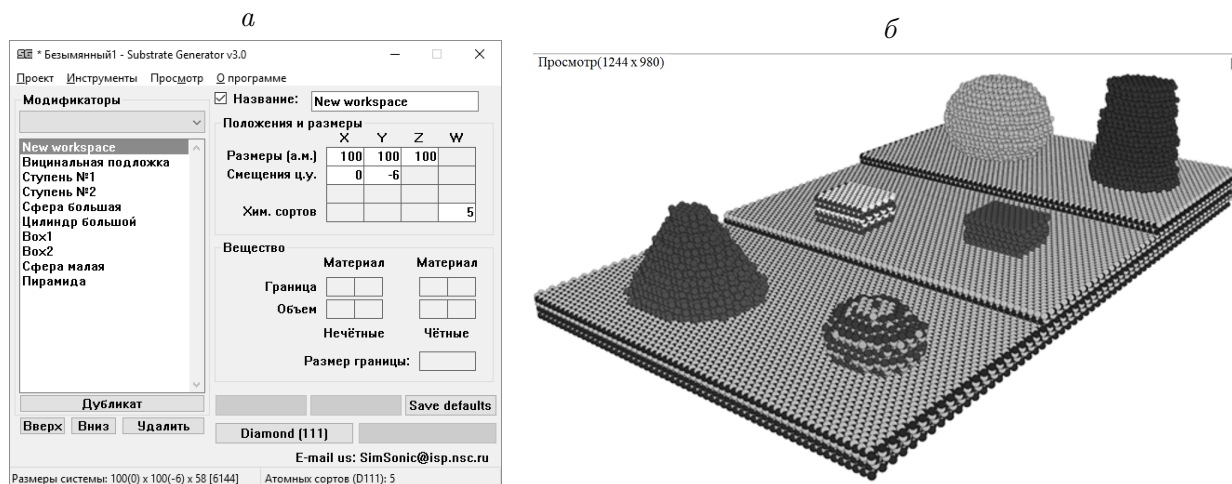 а
б
* Безымянный1 - Substrate Generator v3.0
Проект Инструменты Просмотр О программе
Модификаторы
New workspace
Вицинальная подложка
Ступень №1
Ступень №2
Сфера большая
Цилиндр большой
Box1
Box2
Сфера малая
Пирамида
Дубликат
Вверх Вниз Удалить
Название: New workspace
Положения и размеры
X Y Z W
Размеры (а.м.) 100 100 100
Смещения ц.у. 0 -6
Хим. сортов 5
Вещество
Материал Материал
Граница
Объем
Нечётные Чётные
Размер границы:
Save defaults
Diamond (111)
E-mail us: SimSonic@isp.nsc.ru
Размеры системы: 100(0) x 100(-6) x 58 [6144] Атомных сортов (D111): 5
Просмотр(1244 x 980)